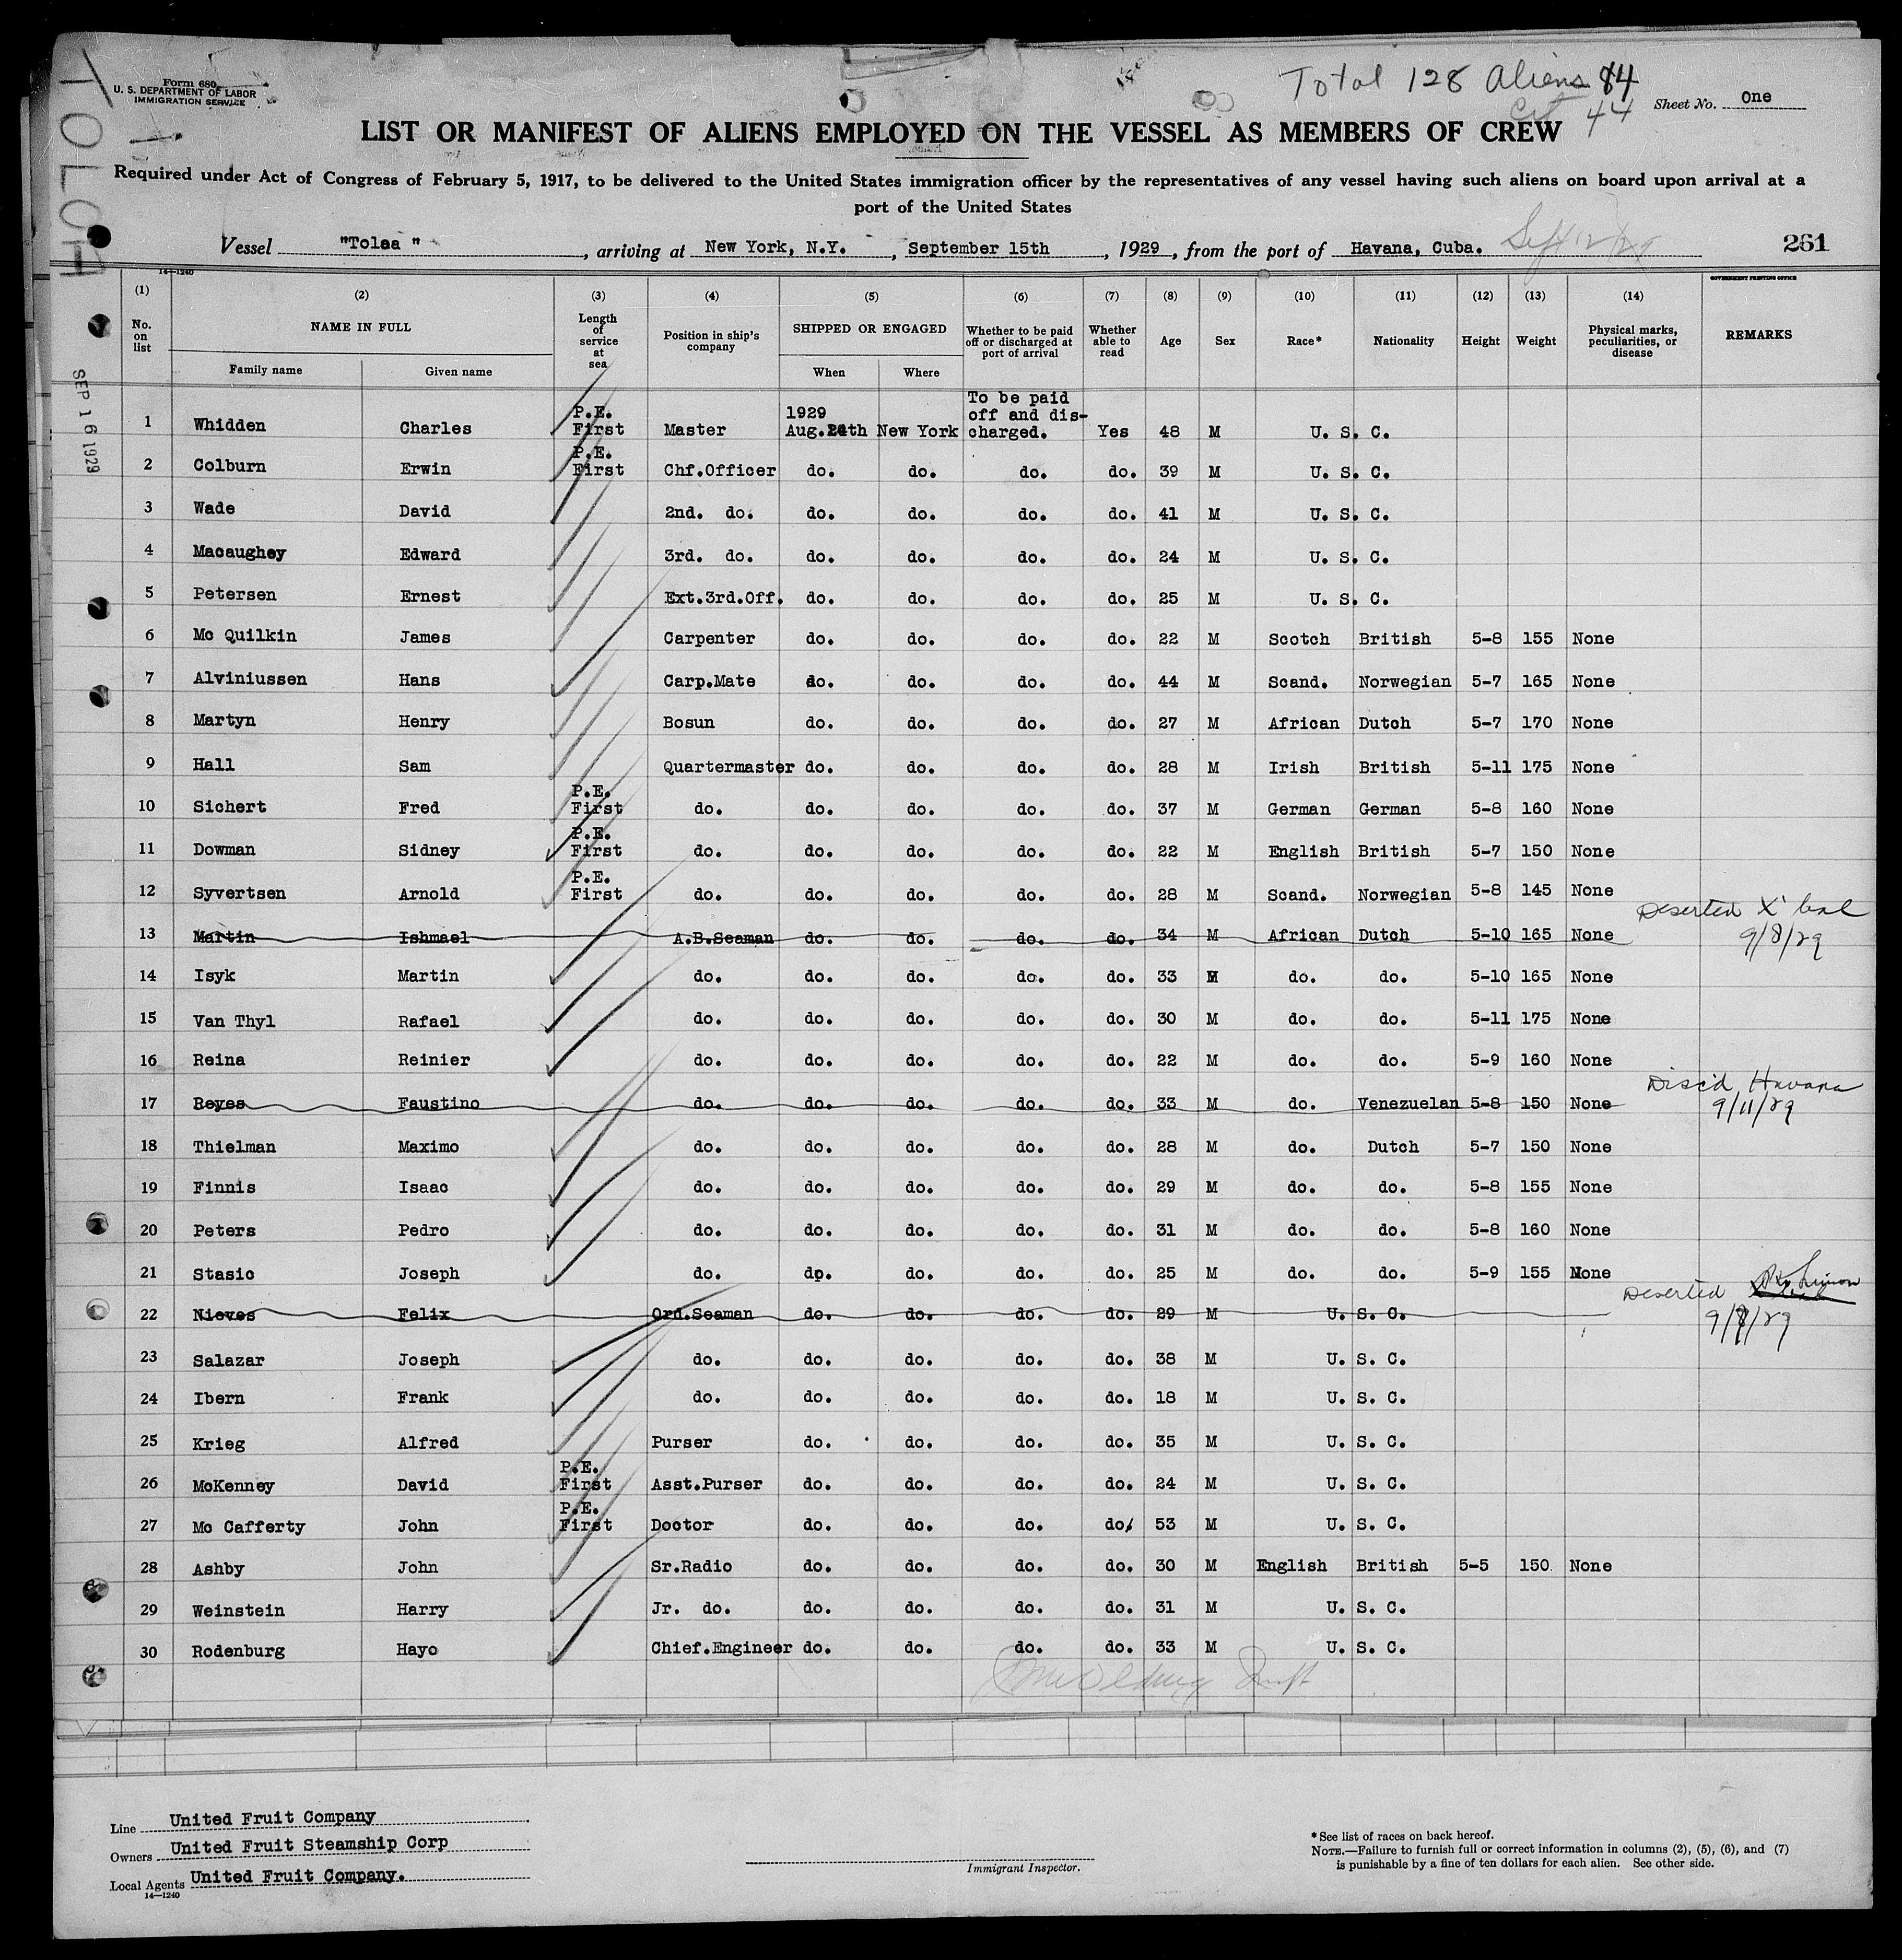 TOLOA
Form 680
U. S. DEPARTMENT OF LABOR
IMMIGRATION SERVICE
Total 128 Aliens 84
Cit 44
Sheet No. One
LIST OR MANIFEST OF ALIENS EMPLOYED ON THE VESSEL AS MEMBERS OF CREW
Required under Act of Congress of February 5, 1917, to be delivered to the United States immigration officer by the representatives of any vessel having such aliens on board upon arrival at a
port of the United States
Vessel "Toloa", arriving at New York, N.Y., September 15th, 1929, from the port of Havana, Cuba. Sept 12/29 261
14—1240 GOVERNMENT PRINTING OFFICE
SEP 16 1929
(1) (2) (3) (4) (5) (6) (7) (8) (9) (10) (11) (12) (13) (14)
No. on list NAME IN FULL Family name Given name Length of service at sea Position in ship's company SHIPPED OR ENGAGED When Where Whether to be paid off or discharged at port of arrival Whether able to read Age Sex Race* Nationality Height Weight Physical marks, peculiarities, or disease REMARKS
1 Whidden Charles P.E. First Master 1929 Aug.24th New York To be paid off and dis-charged. Yes 48 M U. S. C.
2 Colburn Erwin P.E. First Chf.Officer do. do. do. do. 39 M U. S. C.
3 Wade David 2nd. do. do. do. do. do. 41 M U. S. C.
4 Macaughey Edward 3rd. do. do. do. do. do. 24 M U. S. C.
5 Petersen Ernest Ext.3rd.Off. do. do. do. do. 25 M U. S. C.
6 Mc Quilkin James Carpenter do. do. do. do. 22 M Scotch British 5-8 155 None
7 Alviniussen Hans Carp.Mate do. do. do. do. 44 M Scand. Norwegian 5-7 165 None
8 Martyn Henry Bosun do. do. do. do. 27 M African Dutch 5-7 170 None
9 Hall Sam Quartermaster do. do. do. do. 28 M Irish British 5-11 175 None
10 Sichert Fred P.E. First do. do. do. do. do. 37 M German German 5-8 160 None
11 Dowman Sidney P.E. First do. do. do. do. do. 22 M English British 5-7 150 None
12 Syvertsen Arnold P.E. First do. do. do. do. do. 28 M Scand. Norwegian 5-8 145 None
13 Martin Ishmael A.B.Seaman do. do. do. do. 34 M African Dutch 5-10 165 None Deserted X'bal 9/8/29
14 Isyk Martin do. do. do. do. do. 33 M do. do. 5-10 165 None
15 Van Thyl Rafael do. do. do. do. do. 30 M do. do. 5-11 175 None
16 Reina Reinier do. do. do. do. do. 22 M do. do. 5-9 160 None
17 Reyes Faustino do. do. do. do. do. 33 M do. Venezuelan 5-8 150 None Disc'd Havana 9/11/29
18 Thielman Maximo do. do. do. do. do. 28 M do. Dutch 5-7 150 None
19 Finnis Isaac do. do. do. do. do. 29 M do. do. 5-8 155 None
20 Peters Pedro do. do. do. do. do. 31 M do. do. 5-8 160 None
21 Stasic Joseph do. do. do. do. do. 25 M do. do. 5-9 155 None
22 Nieves Felix Ord.Seaman do. do. do. do. 29 M U. S. C. Deserted Pt. Limon 9/8/29
23 Salazar Joseph do. do. do. do. do. 38 M U. S. C.
24 Ibern Frank do. do. do. do. do. 18 M U. S. C.
25 Krieg Alfred Purser do. do. do. do. 35 M U. S. C.
26 McKenney David P.E. First Asst.Purser do. do. do. do. 24 M U. S. C.
27 Mc Cafferty John P.E. First Doctor do. do. do. do. 53 M U. S. C.
28 Ashby John Sr.Radio do. do. do. do. 30 M English British 5-5 150 None
29 Weinstein Harry Jr. do. do. do. do. do. 31 M U. S. C.
30 Rodenburg Hayo Chief.Engineer do. do. do. do. 33 M U. S. C.
Line United Fruit Company
Owners United Fruit Steamship Corp
Local Agents United Fruit Company.
14—1240
Immigrant Inspector.
*See list of races on back hereof.
NOTE.—Failure to furnish full or correct information in columns (2), (5), (6), and (7)
is punishable by a fine of ten dollars for each alien. See other side.